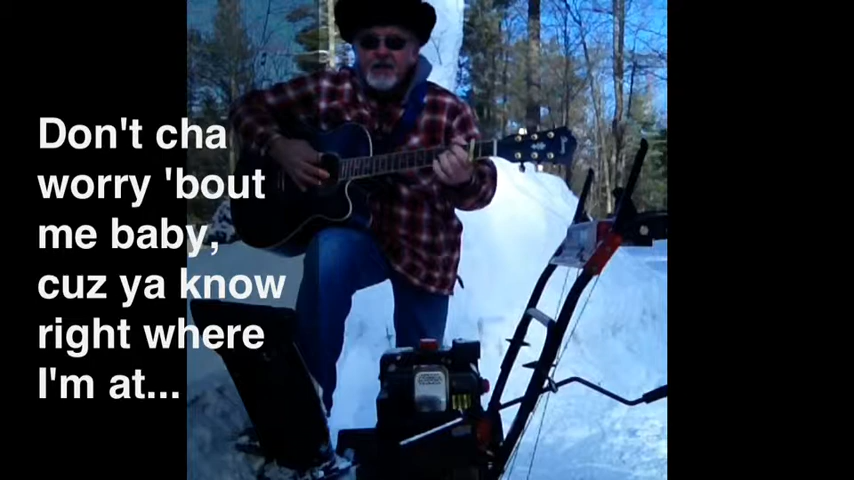 Don't cha
worry 'bout
me baby,
cuz ya know
right where
I'm at...